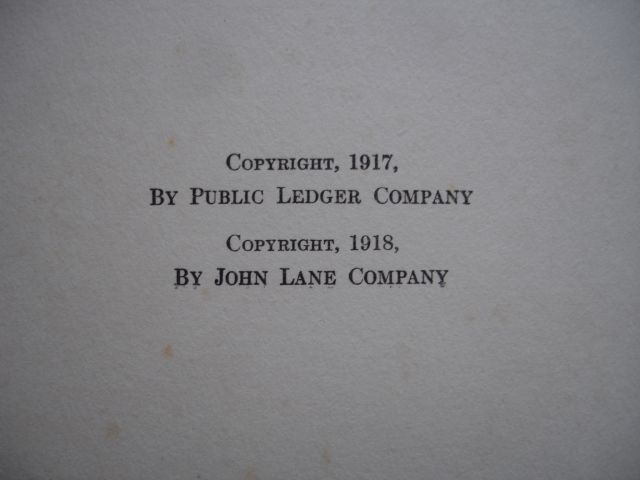 COPYRIGHT, 1917,
BY PUBLIC LEDGER COMPANY
COPYRIGHT, 1918,
BY JOHN LANE COMPANY